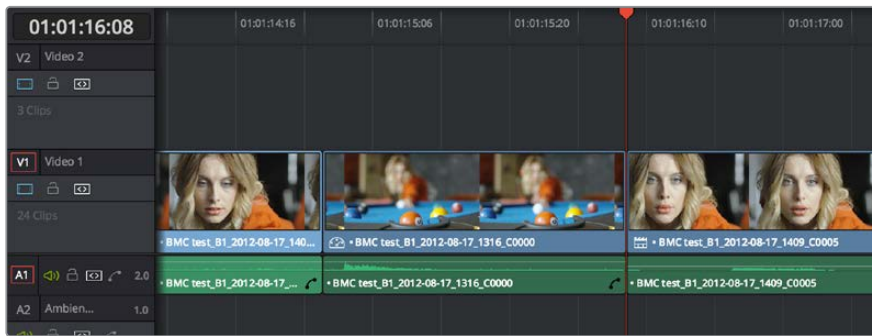 01:01:16:08
01:01:14:16
01:01:15:06
01:01:15:20
01:01:16:10
01:01:17:00
V2 Video 2
3 Clips
V1 Video 1
24 Clips
• BMC test_B1_2012-08-17_140...
• BMC test_B1_2012-08-17_1316_C0000
• BMC test_B1_2012-08-17_1409_C0005
A1 2.0
• BMC test_B1_2012-08-17_...
• BMC test_B1_2012-08-17_1316_C0000
• BMC test_B1_2012-08-17_1409_C0005
A2 Ambien... 1.0